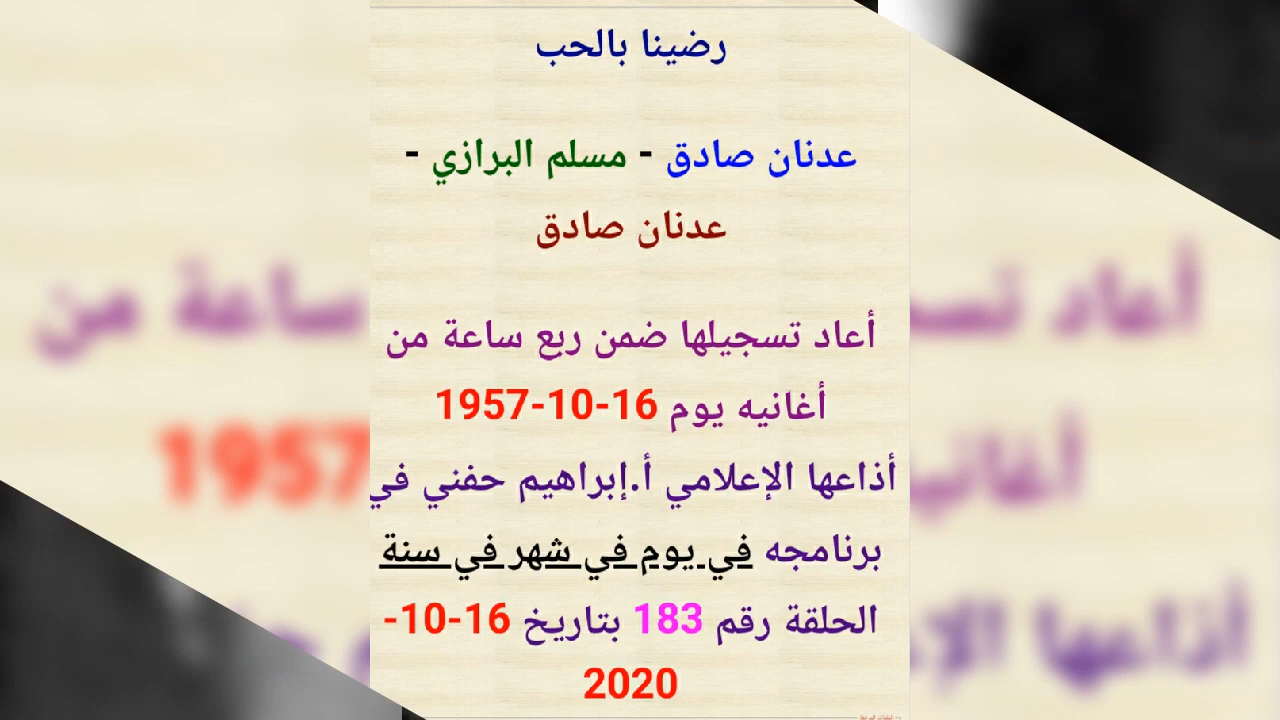 رضينا بالحب
عدنان صادق - مسلم البرازي -
عدنان صادق
أعاد تسجيلها ضمن ربع ساعة من
أغانيه يوم 16-10-1957
أذاعها الإعلامي أ.إبراهيم حفني في
برنامجه في يوم في شهر في سنة
الحلقة رقم 183 بتاريخ 16-10-
2020